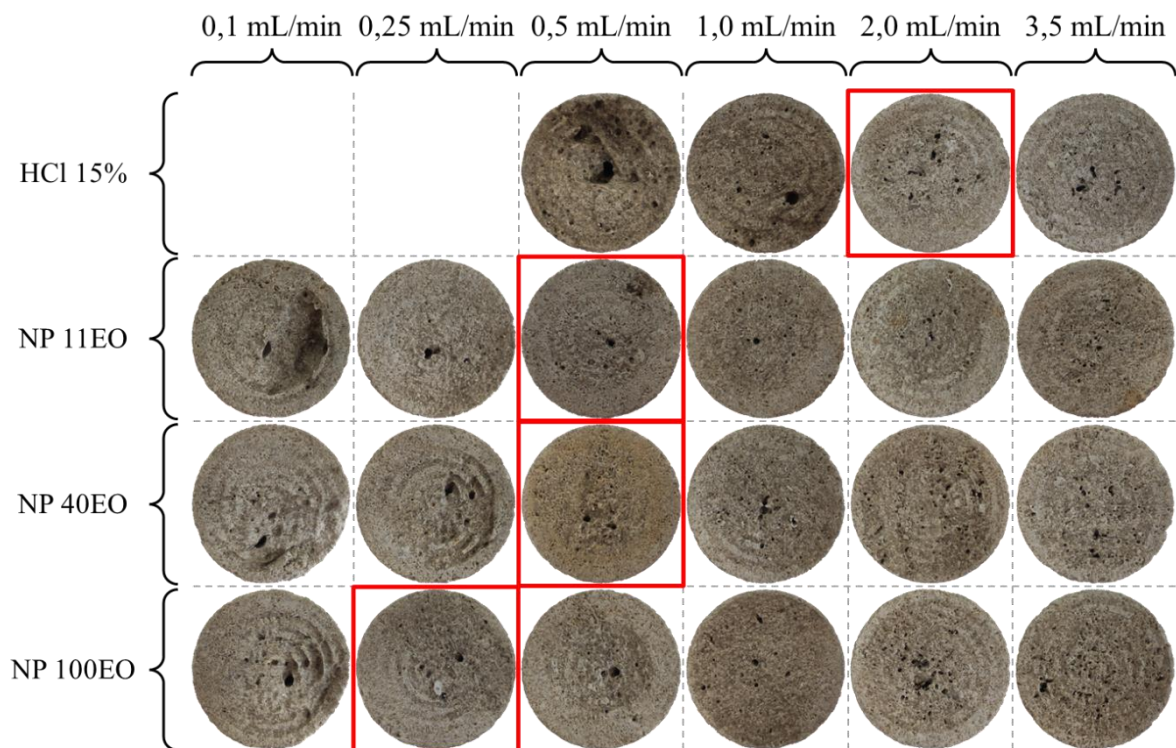 0,1 mL/min 0,25 mL/min 0,5 mL/min 1,0 mL/min 2,0 mL/min 3,5 mL/min
HCl 15%
NP 11EO
NP 40EO
NP 100EO